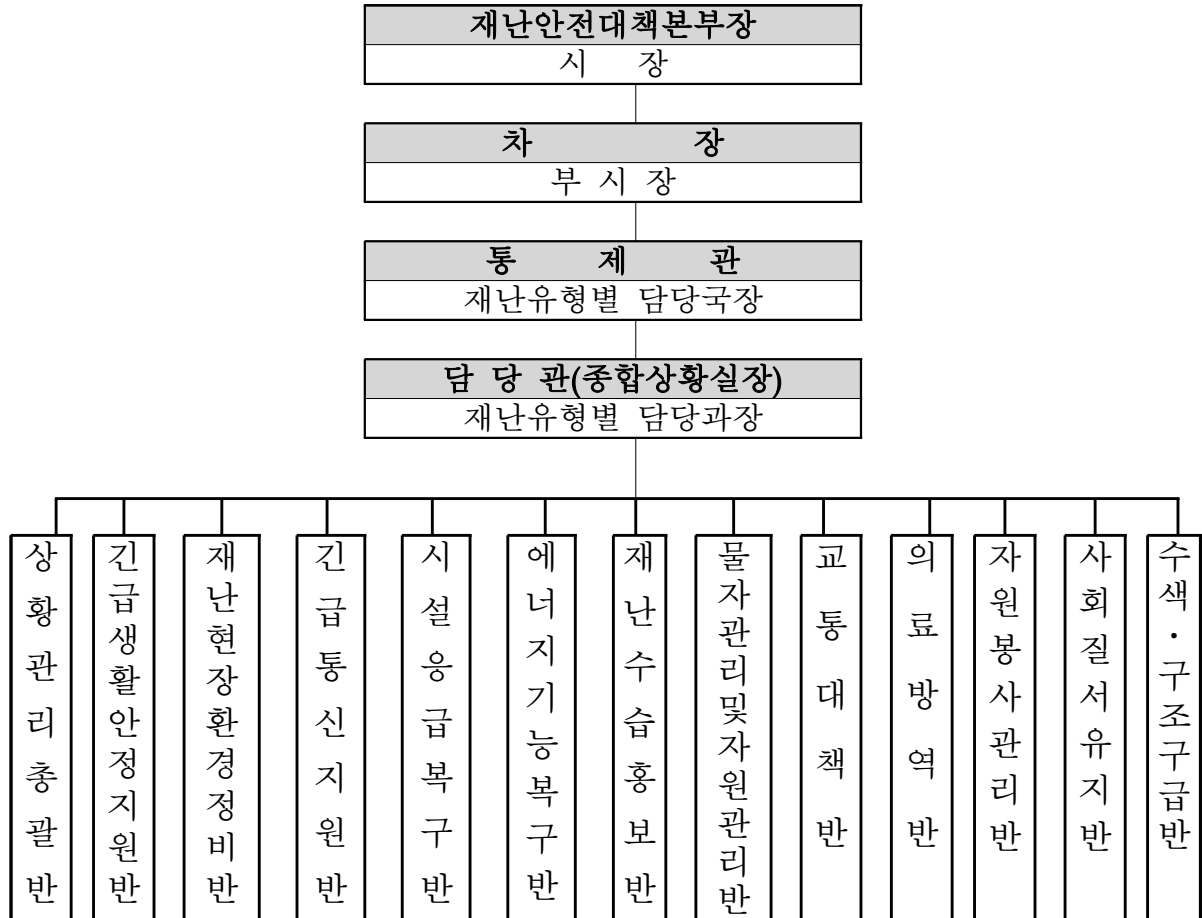 재난안전대책본부장
시 장
차 장
부 시 장
통 제 관
재난유형별 담당국장
담 당 관(종합상황실장)
재난유형별 담당과장
상황관리총괄반
긴급생활안정지원반
재난현장환경정비반
긴급통신지원반
시설응급복구반
에너지기능복구반
재난수습홍보반
물자관리및자원관리반
교통대책반
의료방역반
자원봉사관리반
사회질서유지반
수색·구조구급반